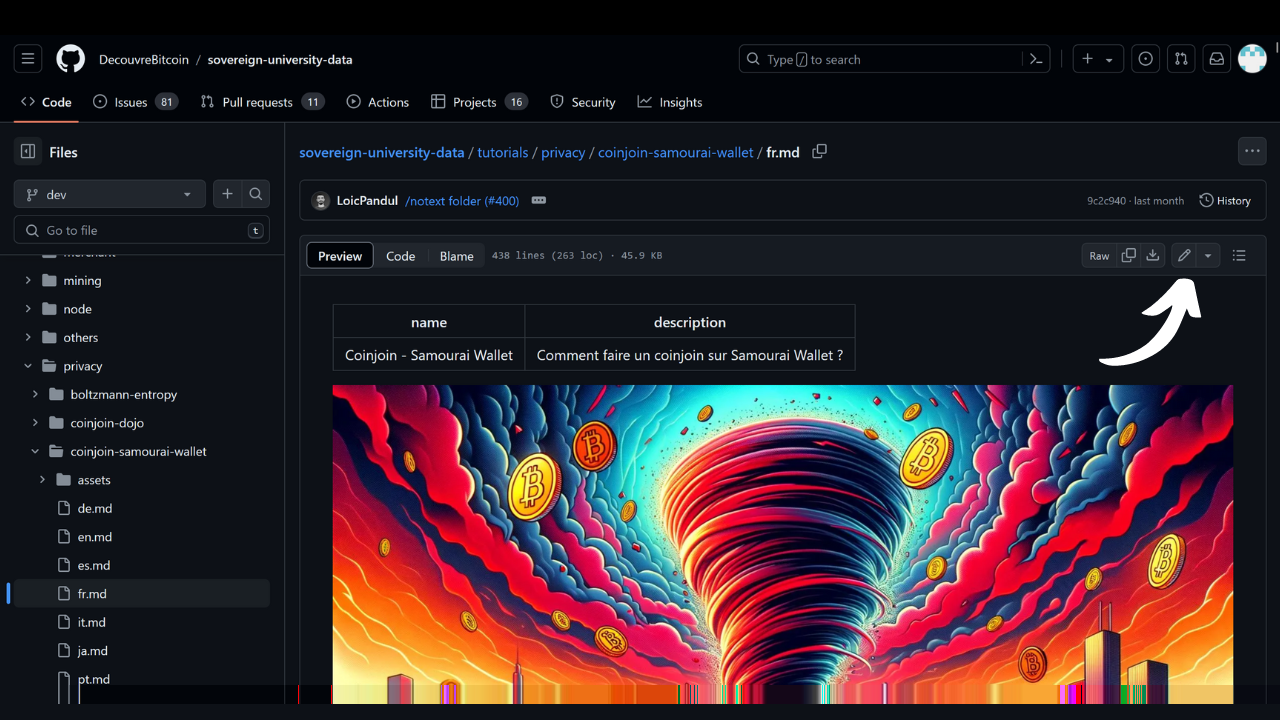 DecouvreBitcoin / sovereign-university-data
Type / to search
Code
Issues 81
Pull requests 11
Actions
Projects 16
Security
Insights
Files
sovereign-university-data / tutorials / privacy / coinjoin-samourai-wallet / fr.md
dev
LoicPandul /notext folder (#400)
9c2c940 · last month
History
Go to file
t
Preview
Code
Blame
438 lines (263 loc) · 45.9 KB
Raw
merchant
mining
node
others
privacy
boltzmann-entropy
coinjoin-dojo
coinjoin-samourai-wallet
assets
de.md
en.md
es.md
fr.md
it.md
ja.md
pt.md
name description
Coinjoin - Samourai Wallet Comment faire un coinjoin sur Samourai Wallet ?